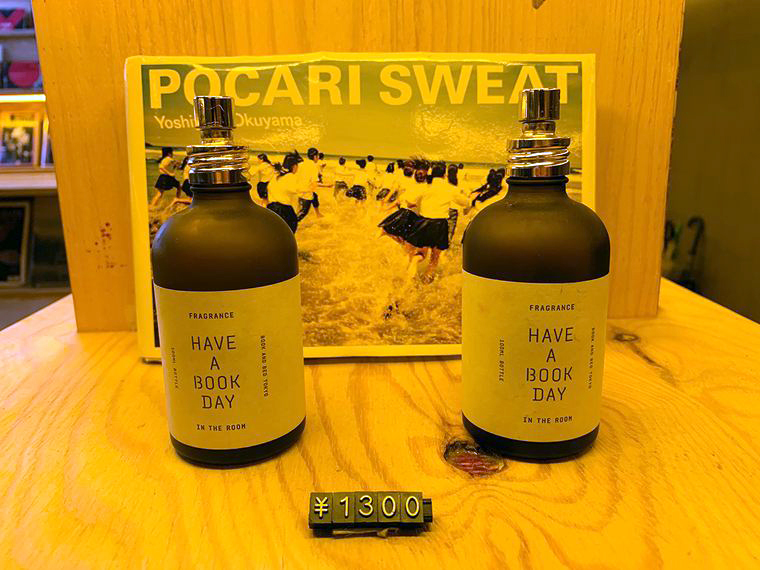 POCARI SWEAT
Okuyama
FRAGRANCE
HAVE
A
BOOK
DAY
IN THE ROOM
100ML BOTTLE
BOOK AND BED TOKYO
FRAGRANCE
HAVE
A
BOOK
DAY
IN THE ROOM
100ML BOTTLE
BOOK AND BED TOKYO
¥1300